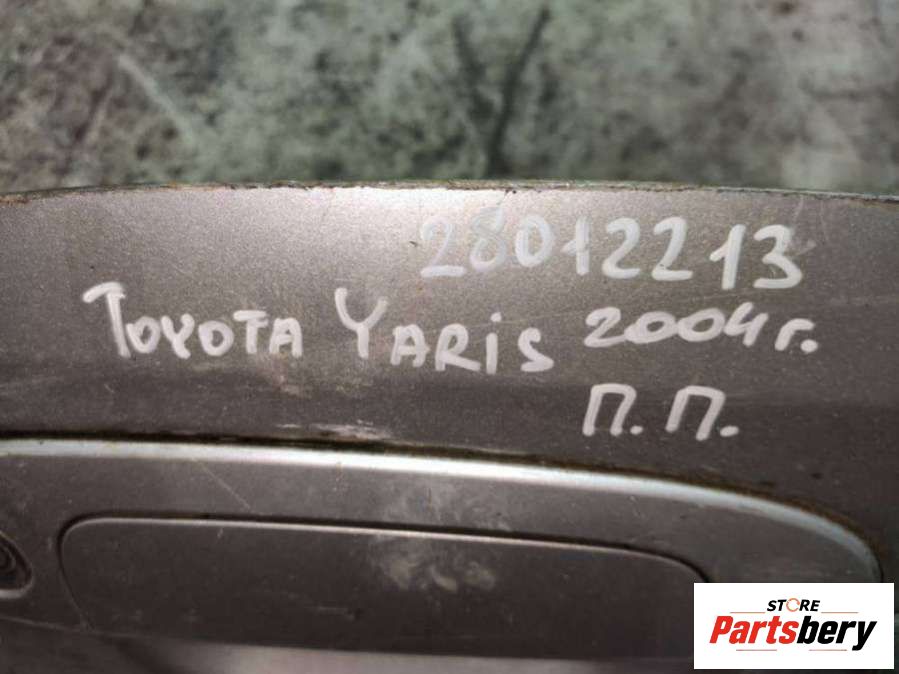 28012213
TOYOTA YARiS 2004г.
п.п.
STORE
Partsbery